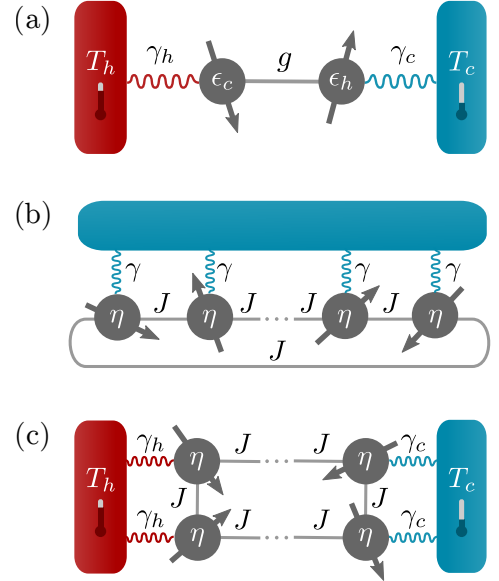 (a)
T_h γ_h ϵ_c g ϵ_h γ_c T_c
(b)
γ γ γ γ
η J η J ... J η J η
J
(c)
T_h γ_h η J ... J η γ_c T_c
J J
γ_h η J ... J η γ_c